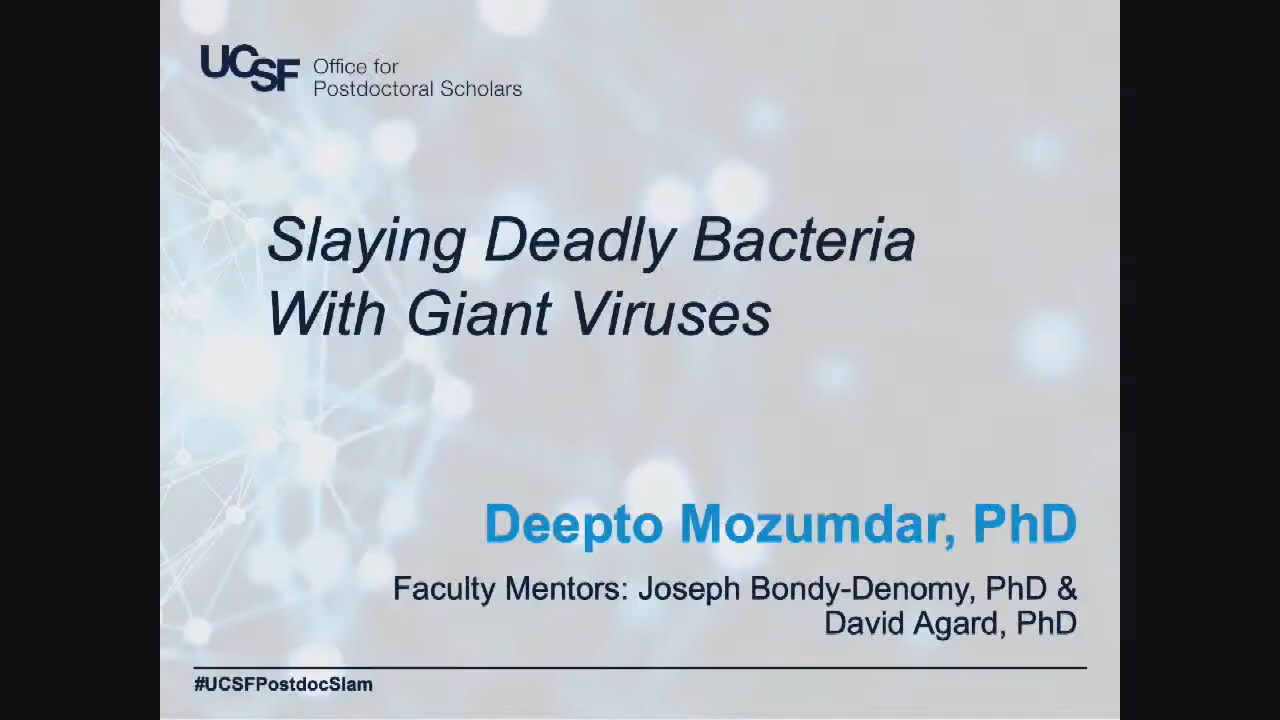 UCSF Office for
Postdoctoral Scholars
Slaying Deadly Bacteria
With Giant Viruses
Deepto Mozumdar, PhD
Faculty Mentors: Joseph Bondy-Denomy, PhD &
David Agard, PhD
#UCSFPostdocSlam